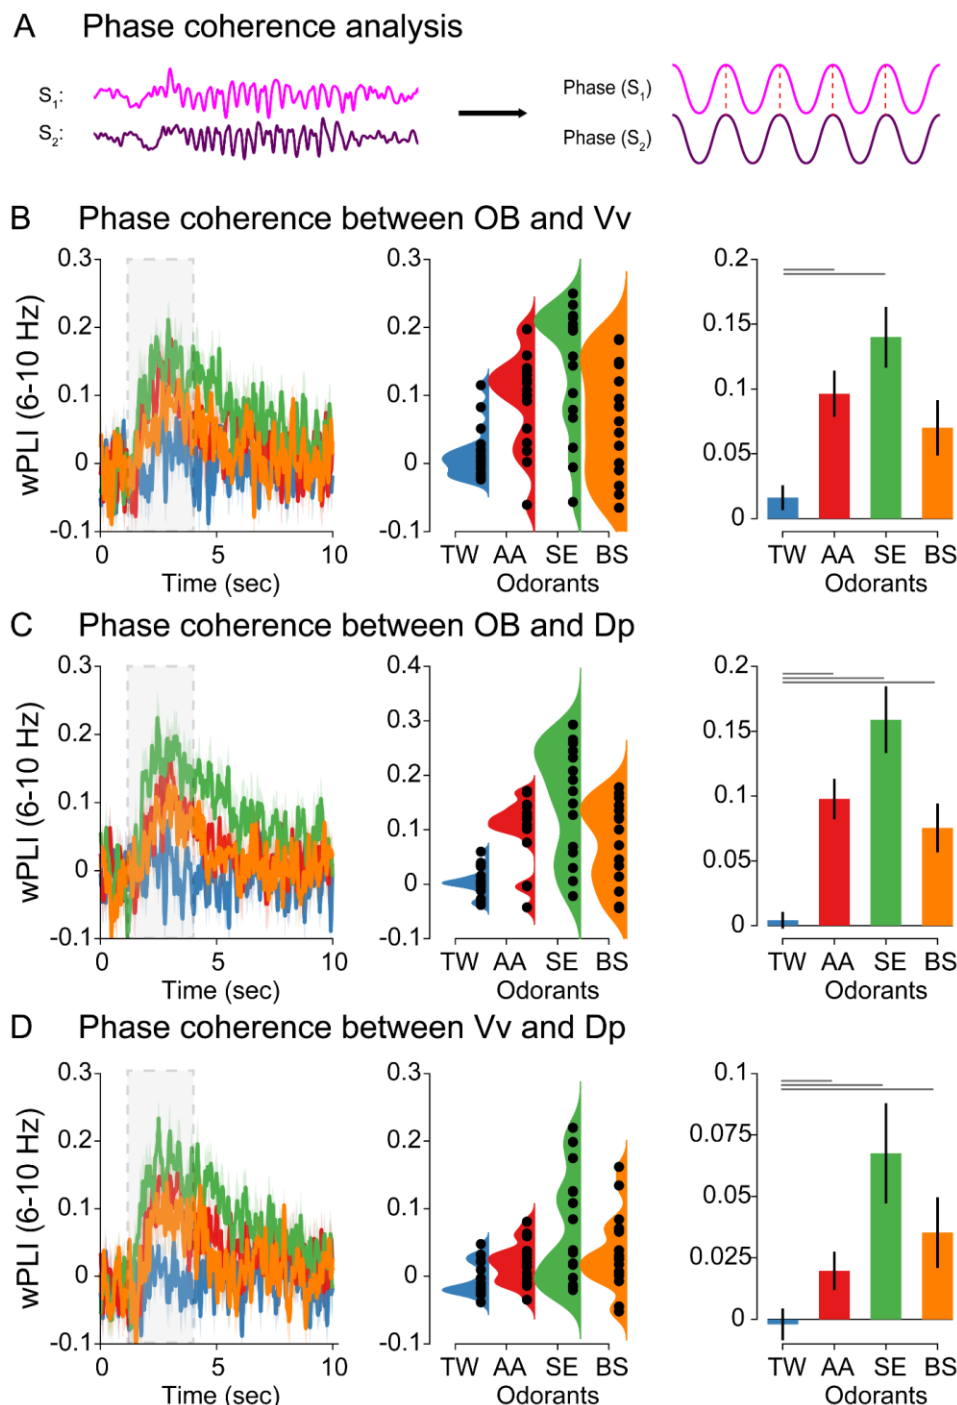 A Phase coherence analysis
S1:
S2:
Phase (S1)
Phase (S2)
B Phase coherence between OB and Vv
wPLI (6-10 Hz)
0.3
0.2
0.1
0
-0.1
0 5 10
Time (sec)
0.3
0.2
0.1
0
-0.1
TW AA SE BS
Odorants
0.2
0.15
0.1
0.05
0
TW AA SE BS
Odorants
C Phase coherence between OB and Dp
wPLI (6-10 Hz)
0.3
0.2
0.1
0
-0.1
0 5 10
Time (sec)
0.4
0.3
0.2
0.1
0
-0.1
TW AA SE BS
Odorants
0.2
0.15
0.1
0.05
0
TW AA SE BS
Odorants
D Phase coherence between Vv and Dp
wPLI (6-10 Hz)
0.3
0.2
0.1
0
-0.1
0 5 10
Time (sec)
0.3
0.2
0.1
0
-0.1
TW AA SE BS
Odorants
0.1
0.075
0.05
0.025
0
TW AA SE BS
Odorants